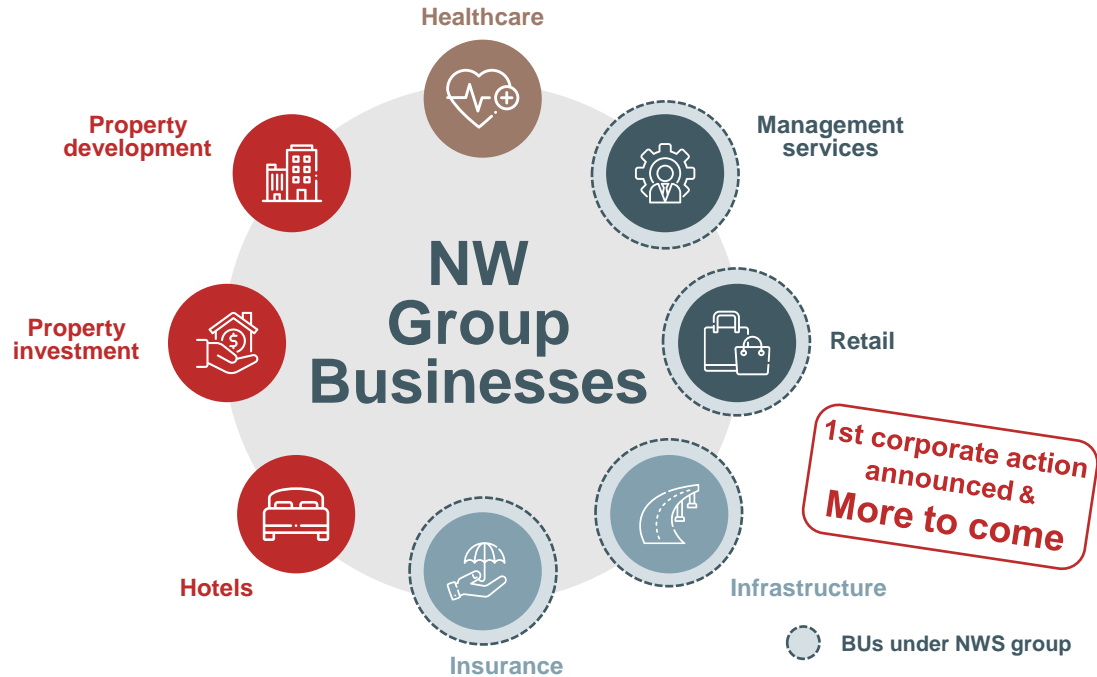 Healthcare
Property
development
Management
services
NW
Group
Businesses
Property
investment
$
Retail
1st corporate action
announced &
More to come
Hotels
Infrastructure
Insurance
BUs under NWS group